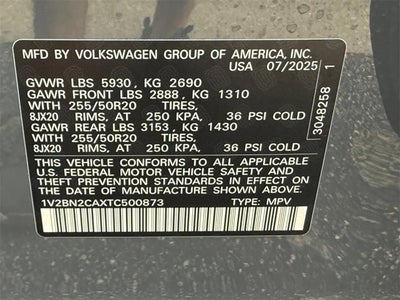 MFD BY VOLKSWAGEN GROUP OF AMERICA, INC.
USA 07/2025
GVWR LBS 5930, KG 2690
GAWR FRONT LBS 2888, KG 1310
WITH 255/50R20 TIRES,
8JX20 RIMS, AT 250 KPA, 36 PSI COLD
GAWR REAR LBS 3153, KG 1430
WITH 255/50R20 TIRES,
8JX20 RIMS, AT 250 KPA, 36 PSI COLD
THIS VEHICLE CONFORMS TO ALL APPLICABLE
U.S. FEDERAL MOTOR VEHICLE SAFETY
STANDARDS IN EFFECT ON
THE DATE OF MANUFACTURE SHOWN ABOVE.
1V2BN2CAXTC500873 TYPE: MPV
3048258 1